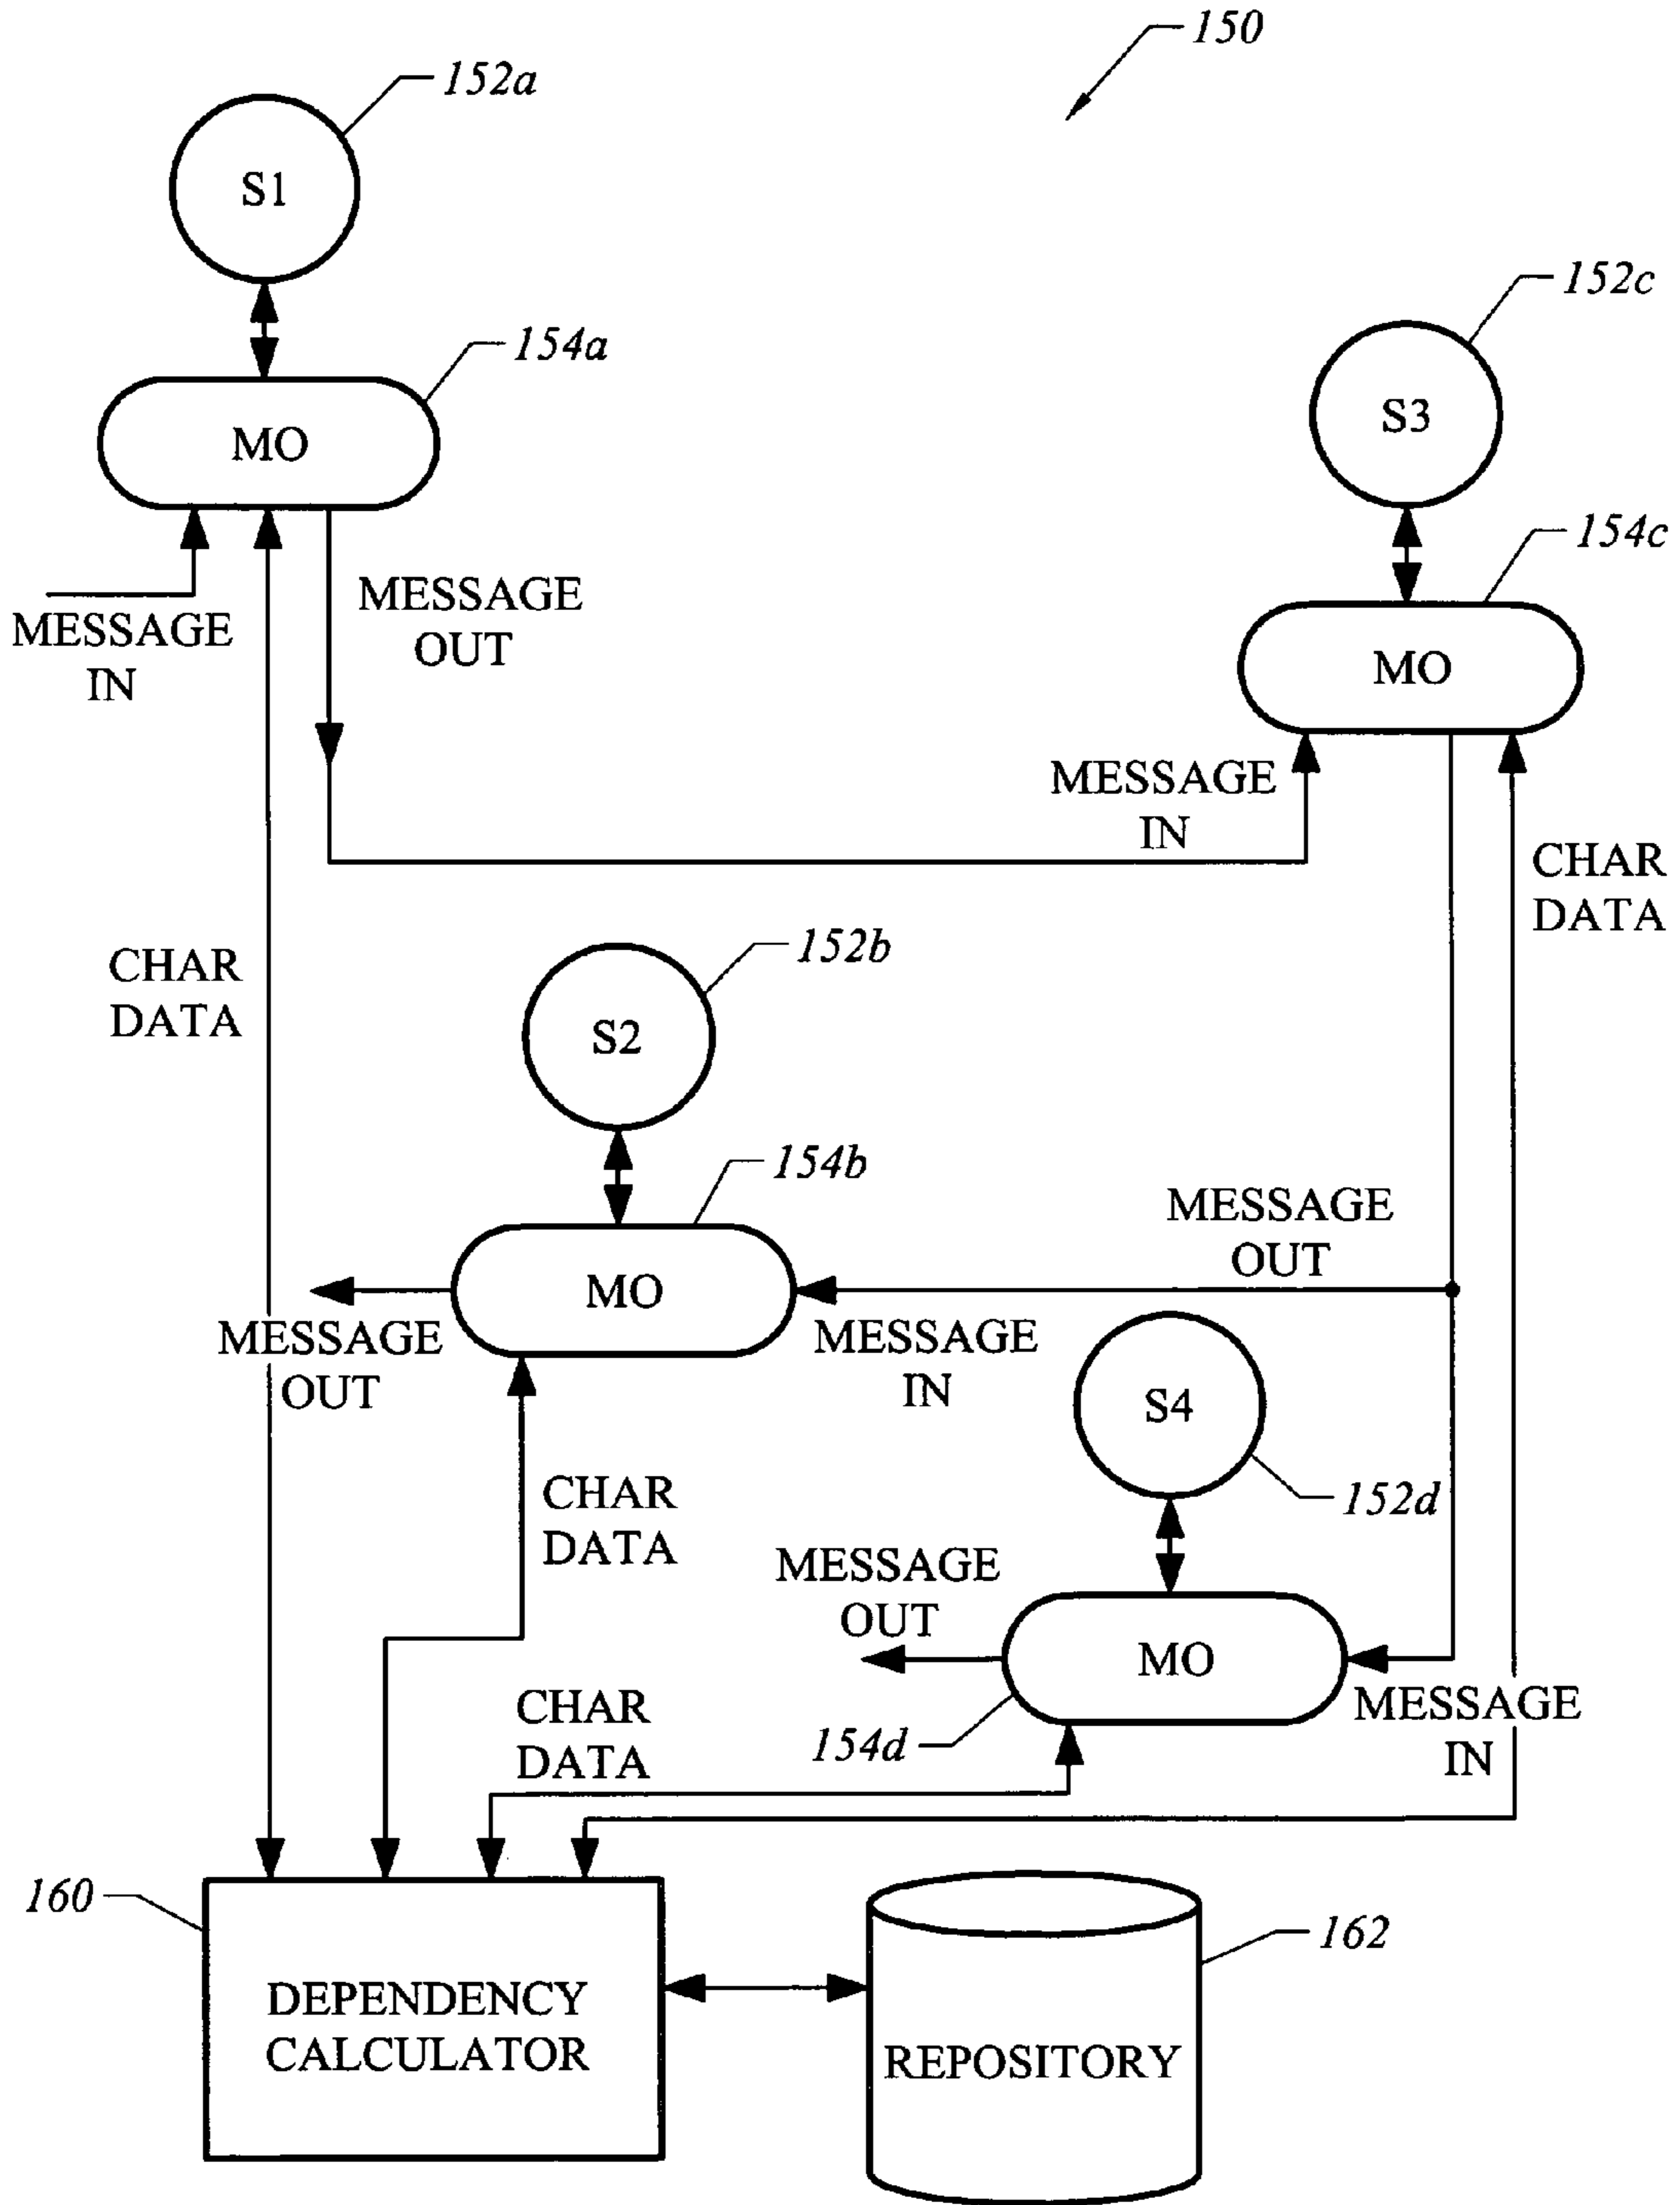 150
152a
S1
152c
154a
S3
MO
154c
MESSAGE
OUT
MESSAGE
IN
MO
MESSAGE
IN
CHAR
DATA
CHAR
DATA
152b
S2
154b
MESSAGE
OUT
MO
MESSAGE
OUT
MESSAGE
IN
S4
CHAR
DATA
152d
MESSAGE
OUT
MO
MESSAGE
IN
CHAR
DATA
154d
160
162
DEPENDENCY
CALCULATOR
REPOSITORY